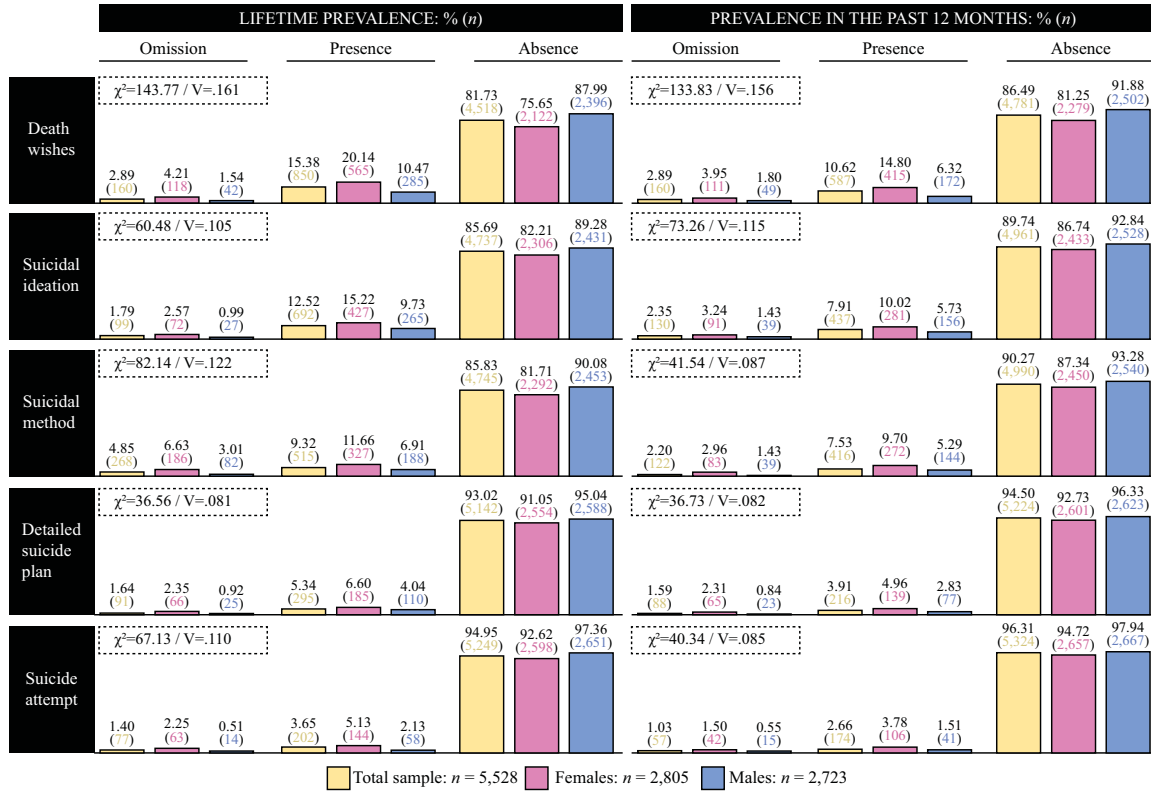 LIFETIME PREVALENCE: % (n)
PREVALENCE IN THE PAST 12 MONTHS: % (n)
Omission Presence Absence Omission Presence Absence
Death
wishes
χ²=143.77 / V=.161
2.89 4.21 1.54
(160) (118) (42)
15.38 20.14 10.47
(850) (565) (285)
81.73 75.65 87.99
(4,518) (2,122) (2,396)
χ²=133.83 / V=.156
2.89 3.95 1.80
(160) (111) (49)
10.62 14.80 6.32
(587) (415) (172)
86.49 81.25 91.88
(4,781) (2,279) (2,502)
Suicidal
ideation
χ²=60.48 / V=.105
1.79 2.57 0.99
(99) (72) (27)
12.52 15.22 9.73
(692) (427) (265)
85.69 82.21 89.28
(4,737) (2,306) (2,431)
χ²=73.26 / V=.115
2.35 3.24 1.43
(130) (91) (39)
7.91 10.02 5.73
(437) (281) (156)
89.74 86.74 92.84
(4,961) (2,433) (2,528)
Suicidal
method
χ²=82.14 / V=.122
4.85 6.63 3.01
(268) (186) (82)
9.32 11.66 6.91
(515) (327) (188)
85.83 81.71 90.08
(4,745) (2,292) (2,453)
χ²=41.54 / V=.087
2.20 2.96 1.43
(122) (83) (39)
7.53 9.70 5.29
(416) (272) (144)
90.27 87.34 93.28
(4,990) (2,450) (2,540)
Detailed
suicide
plan
χ²=36.56 / V=.081
1.64 2.35 0.92
(91) (66) (25)
5.34 6.60 4.04
(295) (185) (110)
93.02 91.05 95.04
(5,142) (2,554) (2,588)
χ²=36.73 / V=.082
1.59 2.31 0.84
(88) (65) (23)
3.91 4.96 2.83
(216) (139) (77)
94.50 92.73 96.33
(5,224) (2,601) (2,623)
Suicide
attempt
χ²=67.13 / V=.110
1.40 2.25 0.51
(77) (63) (14)
3.65 5.13 2.13
(202) (144) (58)
94.95 92.62 97.36
(5,249) (2,598) (2,651)
χ²=40.34 / V=.085
1.03 1.50 0.55
(57) (42) (15)
2.66 3.78 1.51
(174) (106) (41)
96.31 94.72 97.94
(5,324) (2,657) (2,667)
Total sample: n = 5,528 Females: n = 2,805 Males: n = 2,723